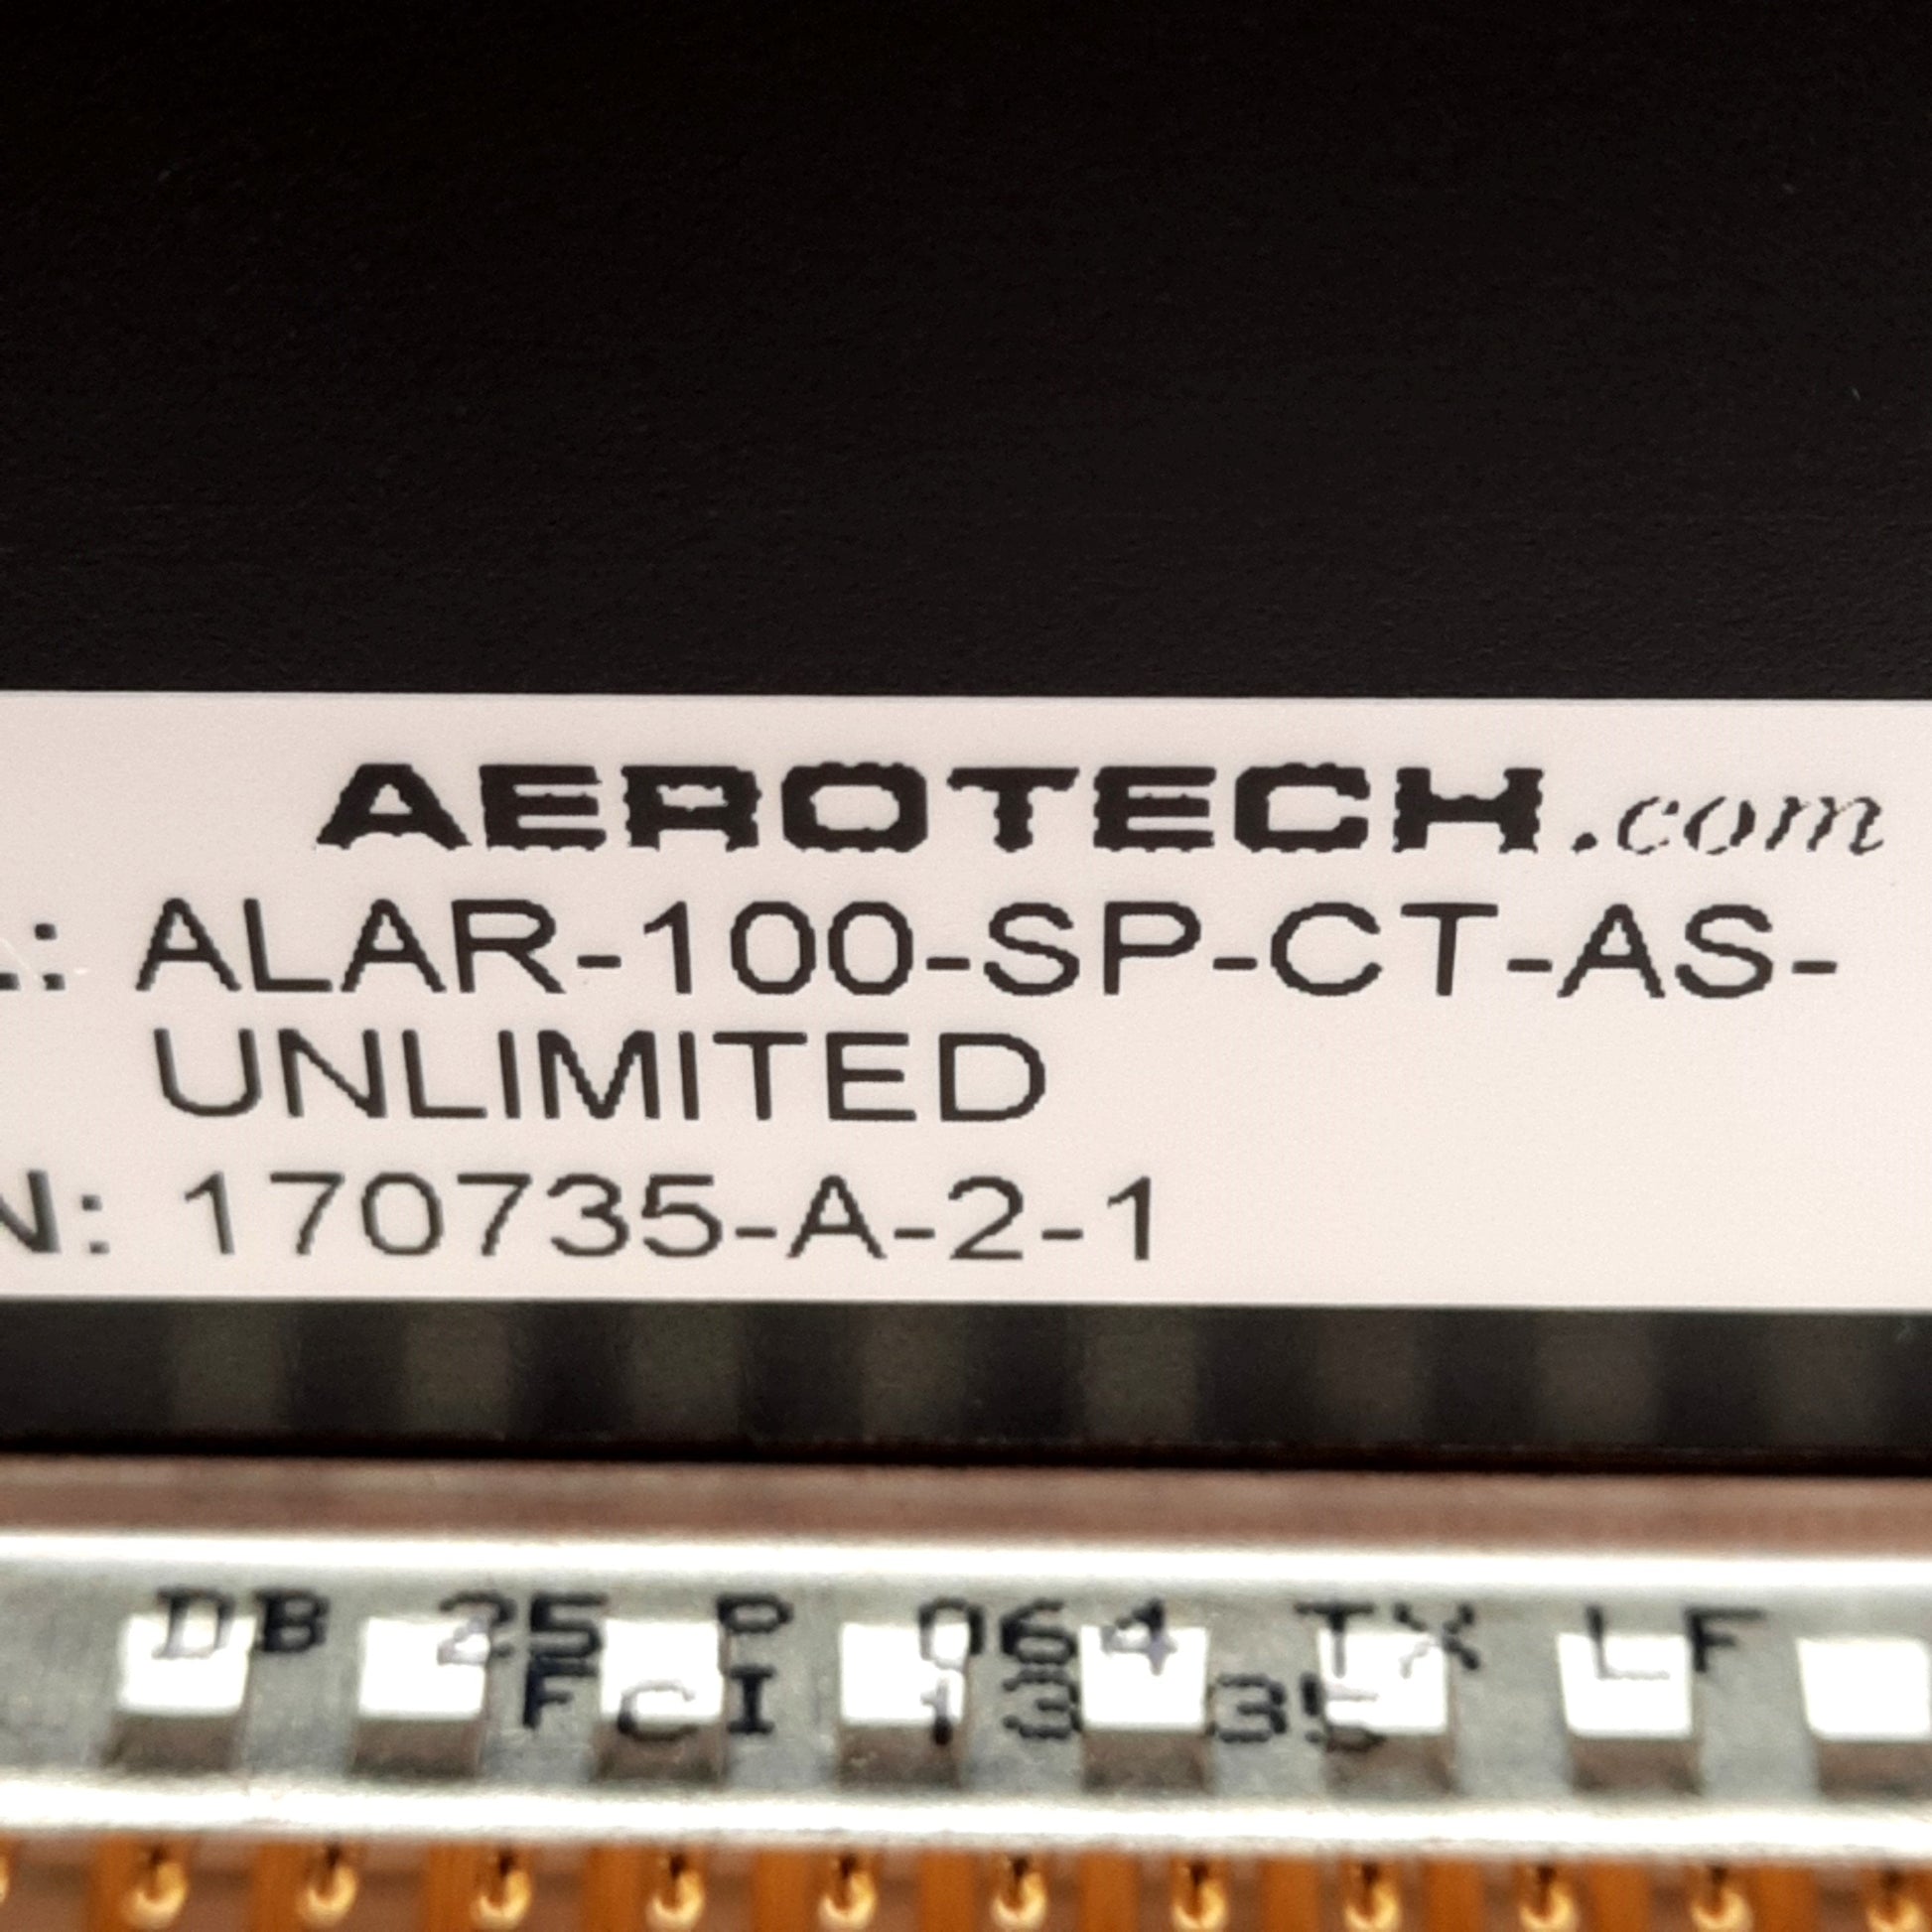 AEROTECH.com
: ALAR-100-SP-CT-AS-
UNLIMITED
N: 170735-A-2-1
DB 25 P 064 TX LF
FCI 13 35